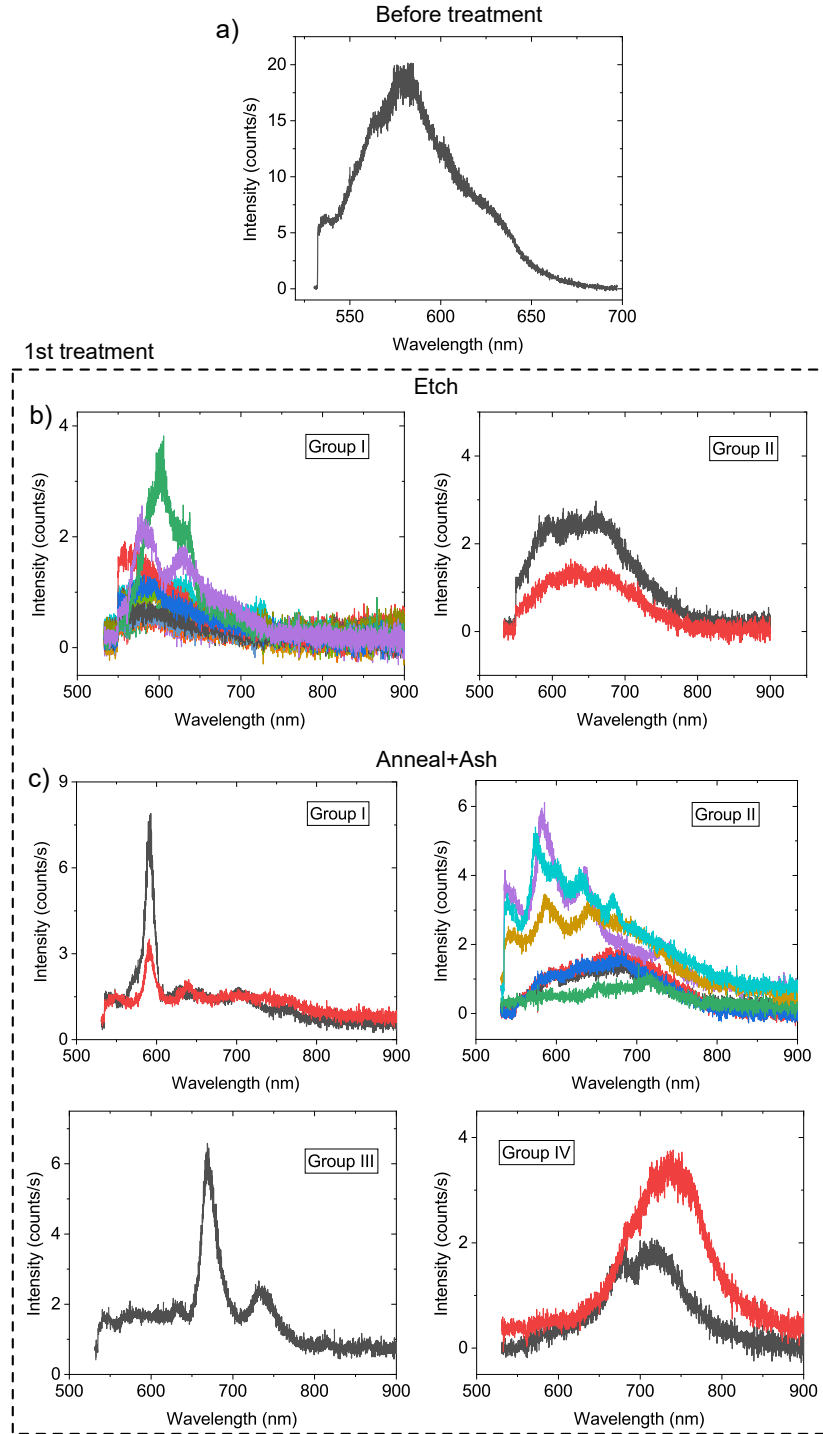 Before treatment
a)
20
15
10
5
0
Intensity (counts/s)
550 600 650 700
Wavelength (nm)
1st treatment
Etch
b)
Group I
4
2
0
Intensity (counts/s)
500 600 700 800 900
Wavelength (nm)
Group II
4
2
0
Intensity (counts/s)
500 600 700 800 900
Wavelength (nm)
Anneal+Ash
c)
Group I
9
6
3
0
Intensity (counts/s)
500 600 700 800 900
Wavelength (nm)
Group II
6
4
2
0
Intensity (counts/s)
500 600 700 800 900
Wavelength (nm)
Group III
6
4
2
0
Intensity (counts/s)
500 600 700 800 900
Wavelength (nm)
Group IV
4
2
0
Intensity (counts/s)
500 600 700 800 900
Wavelength (nm)